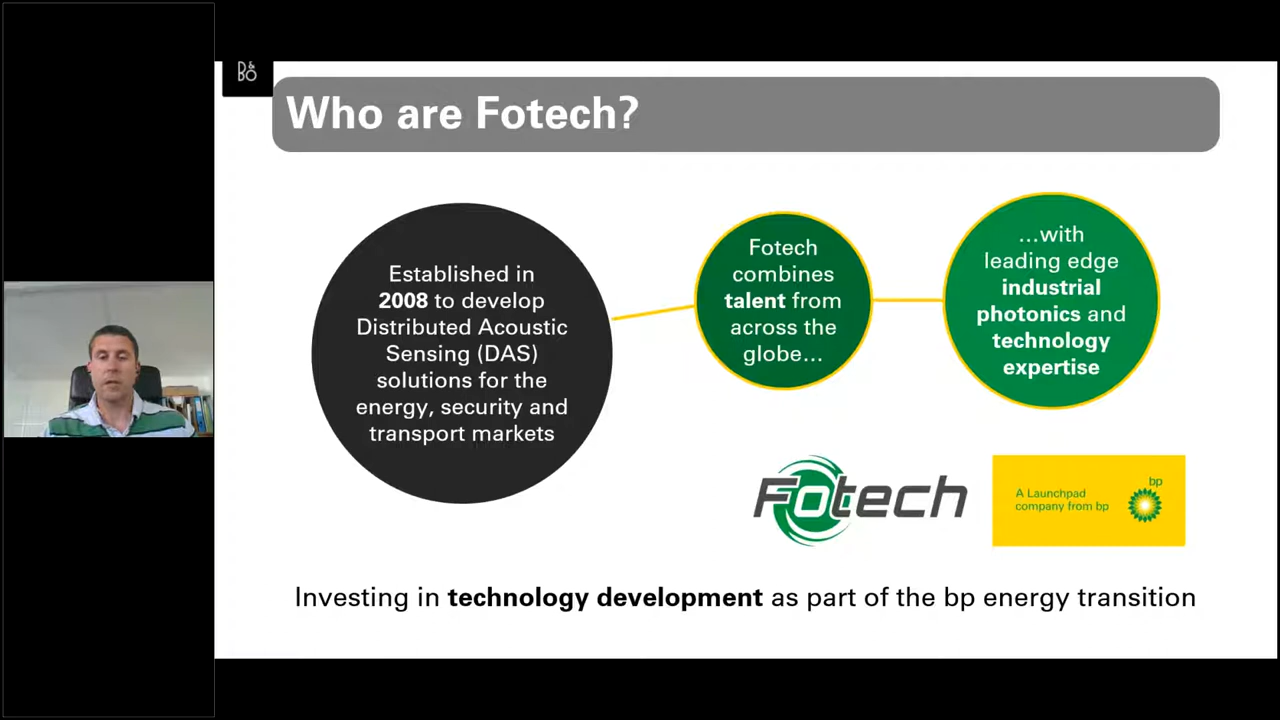 B&
BO
Who are Fotech?
Established in
2008 to develop
Distributed Acoustic
Sensing (DAS)
solutions for the
energy, security and
transport markets
Fotech
combines
talent from
across the
globe...
...with
leading edge
industrial
photonics and
technology
expertise
Fotech
A Launchpad
company from bp
bp
Investing in technology development as part of the bp energy transition